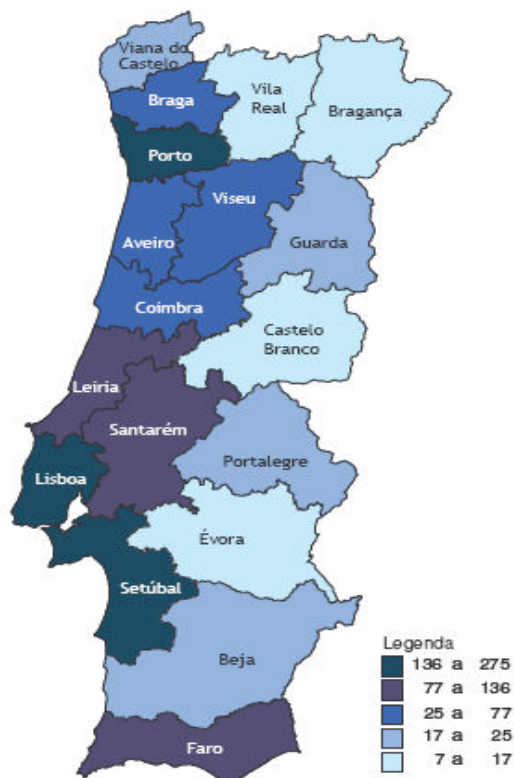 Viana do
Castelo
Braga
Vila
Real
Bragança
Porto
Viseu
Aveiro
Guarda
Coimbra
Castelo
Branco
Leiria
Santarém
Lisboa
Portalegre
Évora
Setúbal
Beja
Faro
Legenda
136 a 275
77 a 136
25 a 77
17 a 25
7 a 17